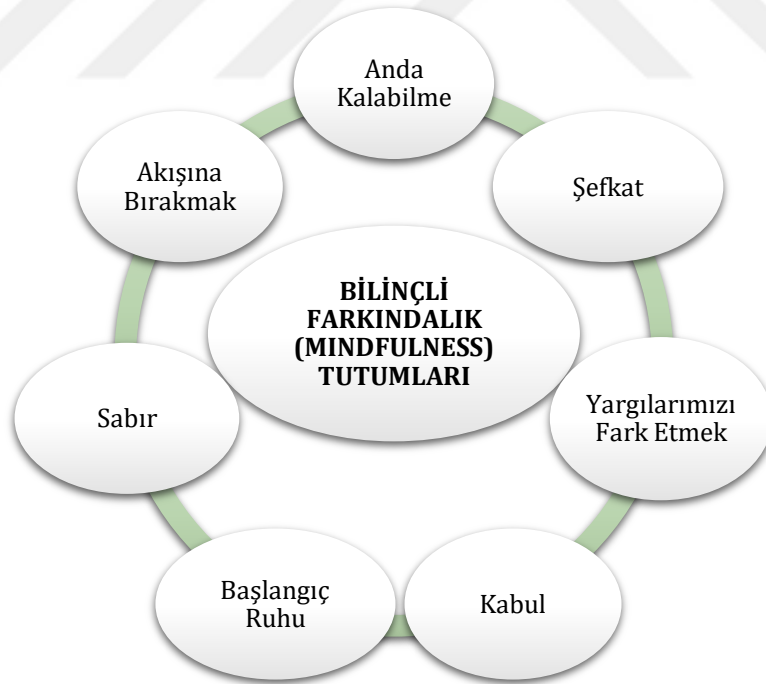 Anda
Kalabilme
Şefkat
Yargılarımızı
Fark Etmek
Kabul
Başlangıç
Ruhu
Sabır
Akışına
Bırakmak
BİLİNÇLİ
FARKINDALIK
(MINDFULNESS)
TUTUMLARI